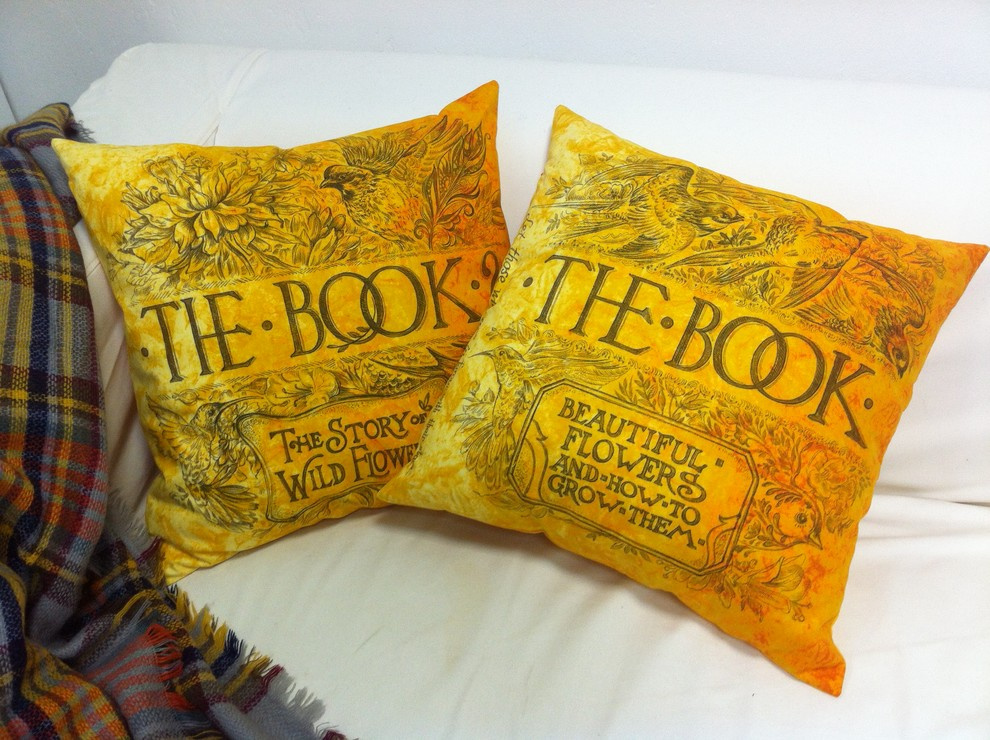 ·THE·BOOK·
THE STORY OF
WILD FLOWE
·THE·BOOK·
BEAUTIFUL·
FLOWERS
AND·HOW·TO
GROW·THEM·